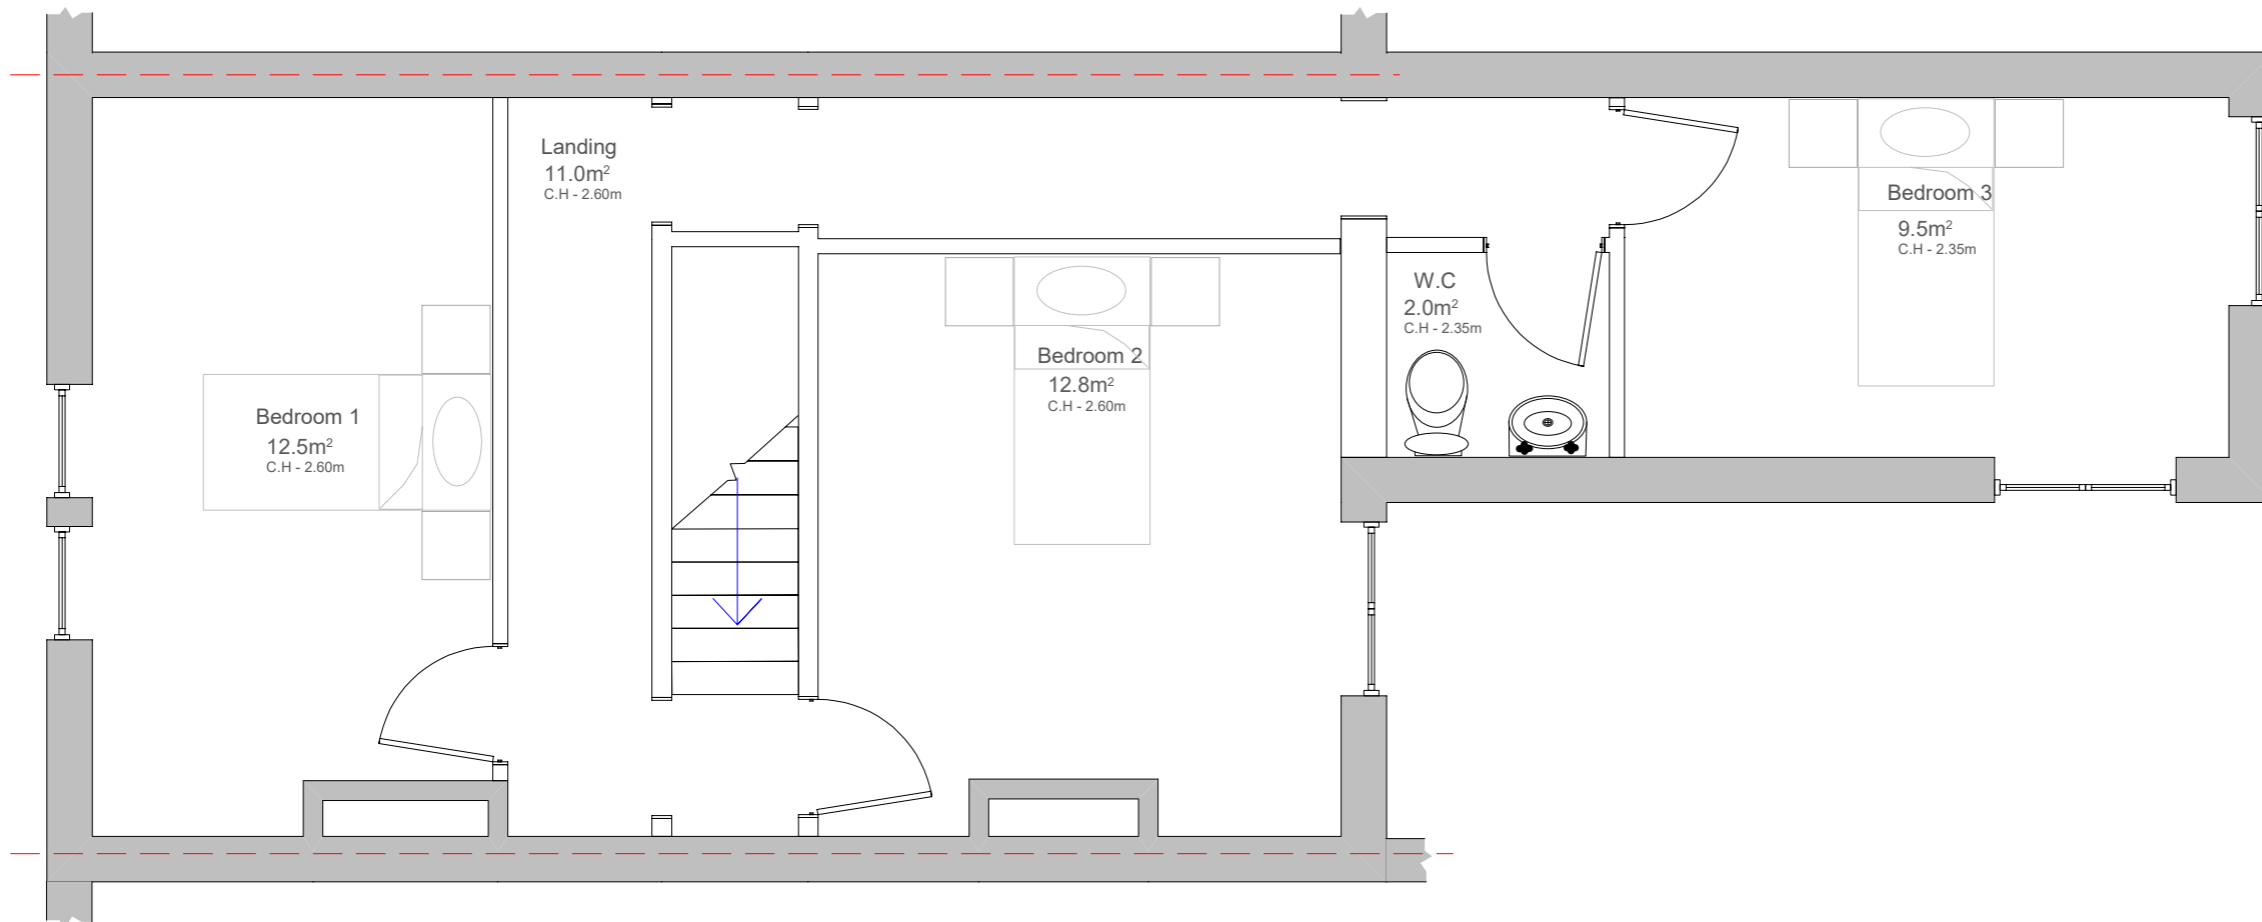 Landing
11.0m²
C.H - 2.60m
Bedroom 3
9.5m²
C.H - 2.35m
W.C
2.0m²
C.H - 2.35m
Bedroom 2
12.8m²
C.H - 2.60m
Bedroom 1
12.5m²
C.H - 2.60m